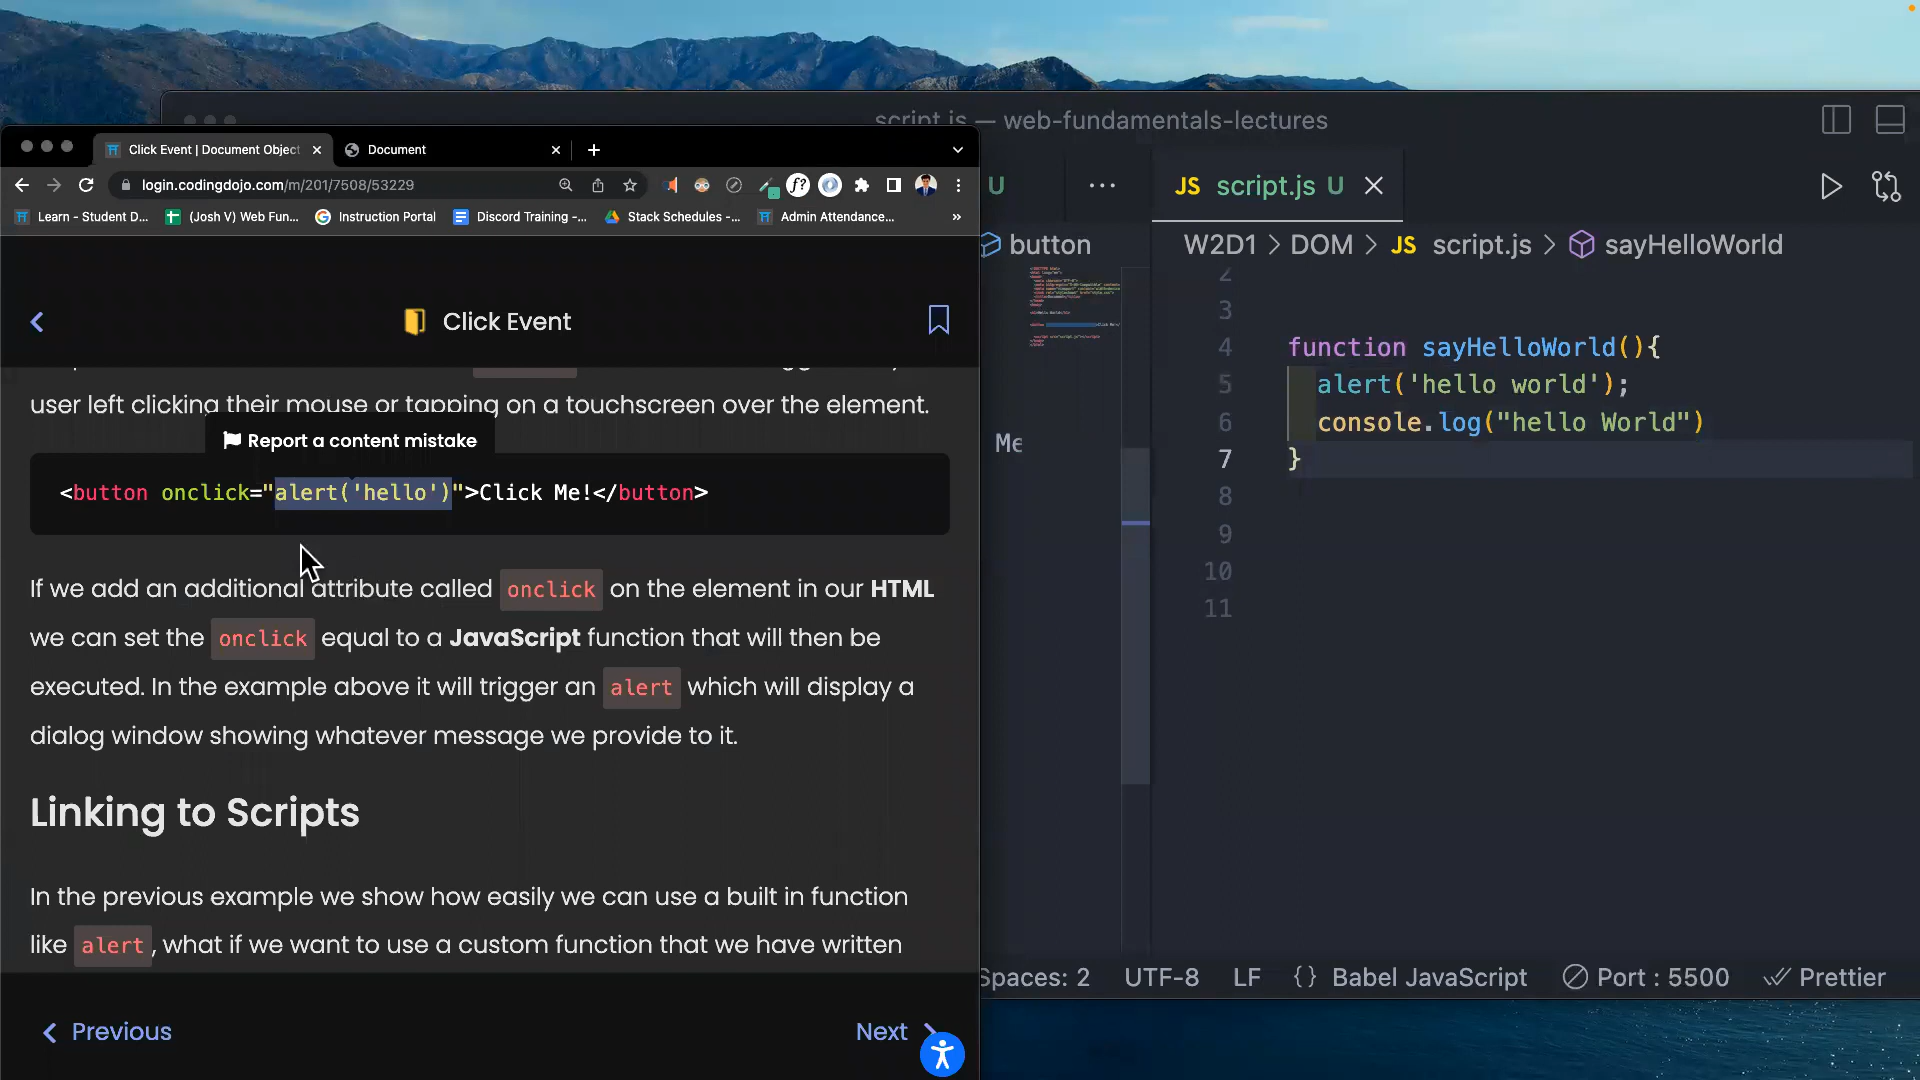 script.js — web-fundamentals-lectures
Click Event | Document Object
Document
login.codingdojo.com/m/201/7508/53229
Learn - Student D...
(Josh V) Web Fun...
Instruction Portal
Discord Training -...
Stack Schedules -...
Admin Attendance...
»
Click Event
user left clicking their mouse or tapping on a touchscreen over the element.
Report a content mistake
<button onclick="alert('hello')">Click Me!</button>
If we add an additional attribute called onclick on the element in our HTML
we can set the onclick equal to a JavaScript function that will then be
executed. In the example above it will trigger an alert which will display a
dialog window showing whatever message we provide to it.
Linking to Scripts
In the previous example we show how easily we can use a built in function
like alert, what if we want to use a custom function that we have written
Previous
Next
U
...
JS script.js U
button
W2D1 > DOM > JS script.js > sayHelloWorld
Me
2
3
4 function sayHelloWorld(){
5 alert('hello world');
6 console.log("hello World")
7 }
8
9
10
11
Spaces: 2
UTF-8
LF
{} Babel JavaScript
Port : 5500
Prettier